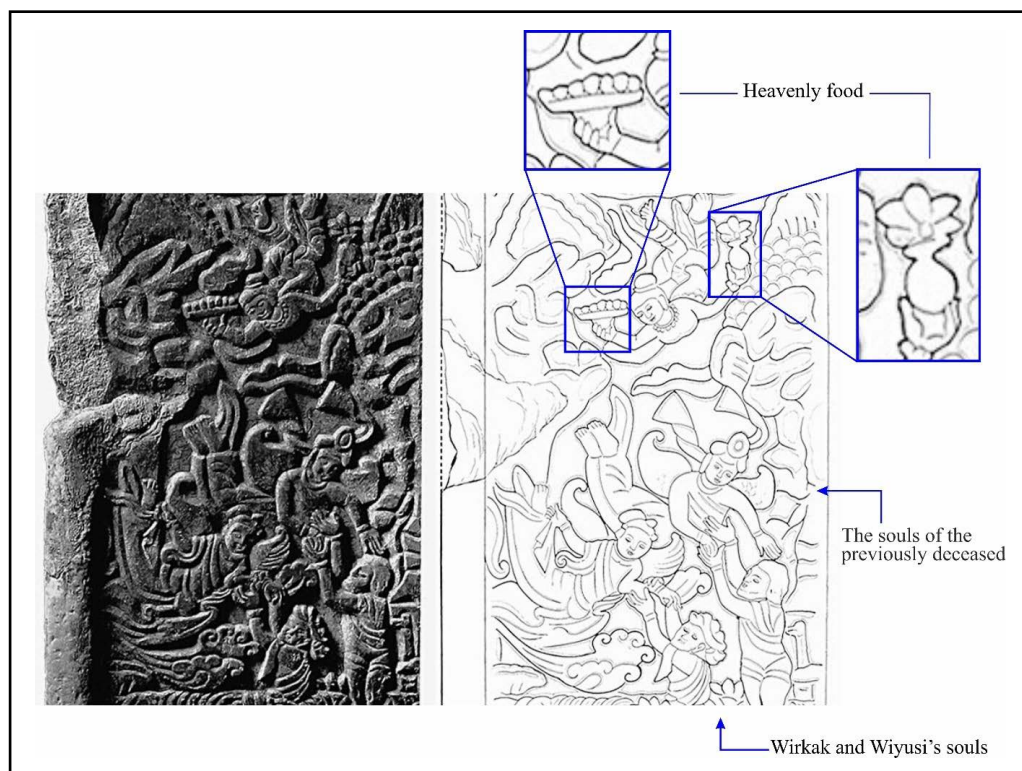 Heavenly food
The souls of the
previously deceased
Wirkak and Wiyusi's souls